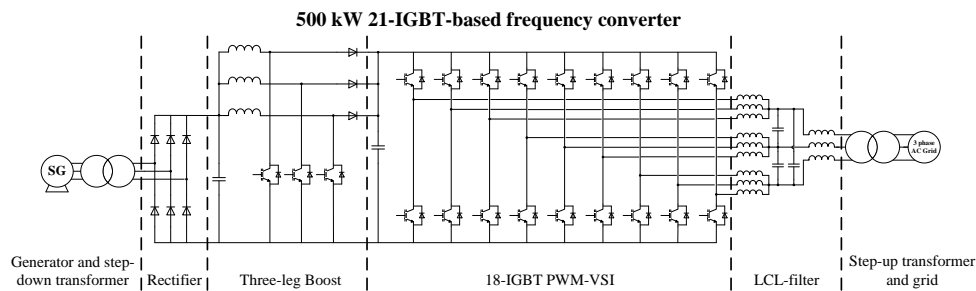 500 kW 21-IGBT-based frequency converter
SG
3 phase
AC Grid
Generator and step-
down transformer
Rectifier
Three-leg Boost
18-IGBT PWM-VSI
LCL-filter
Step-up transformer
and grid